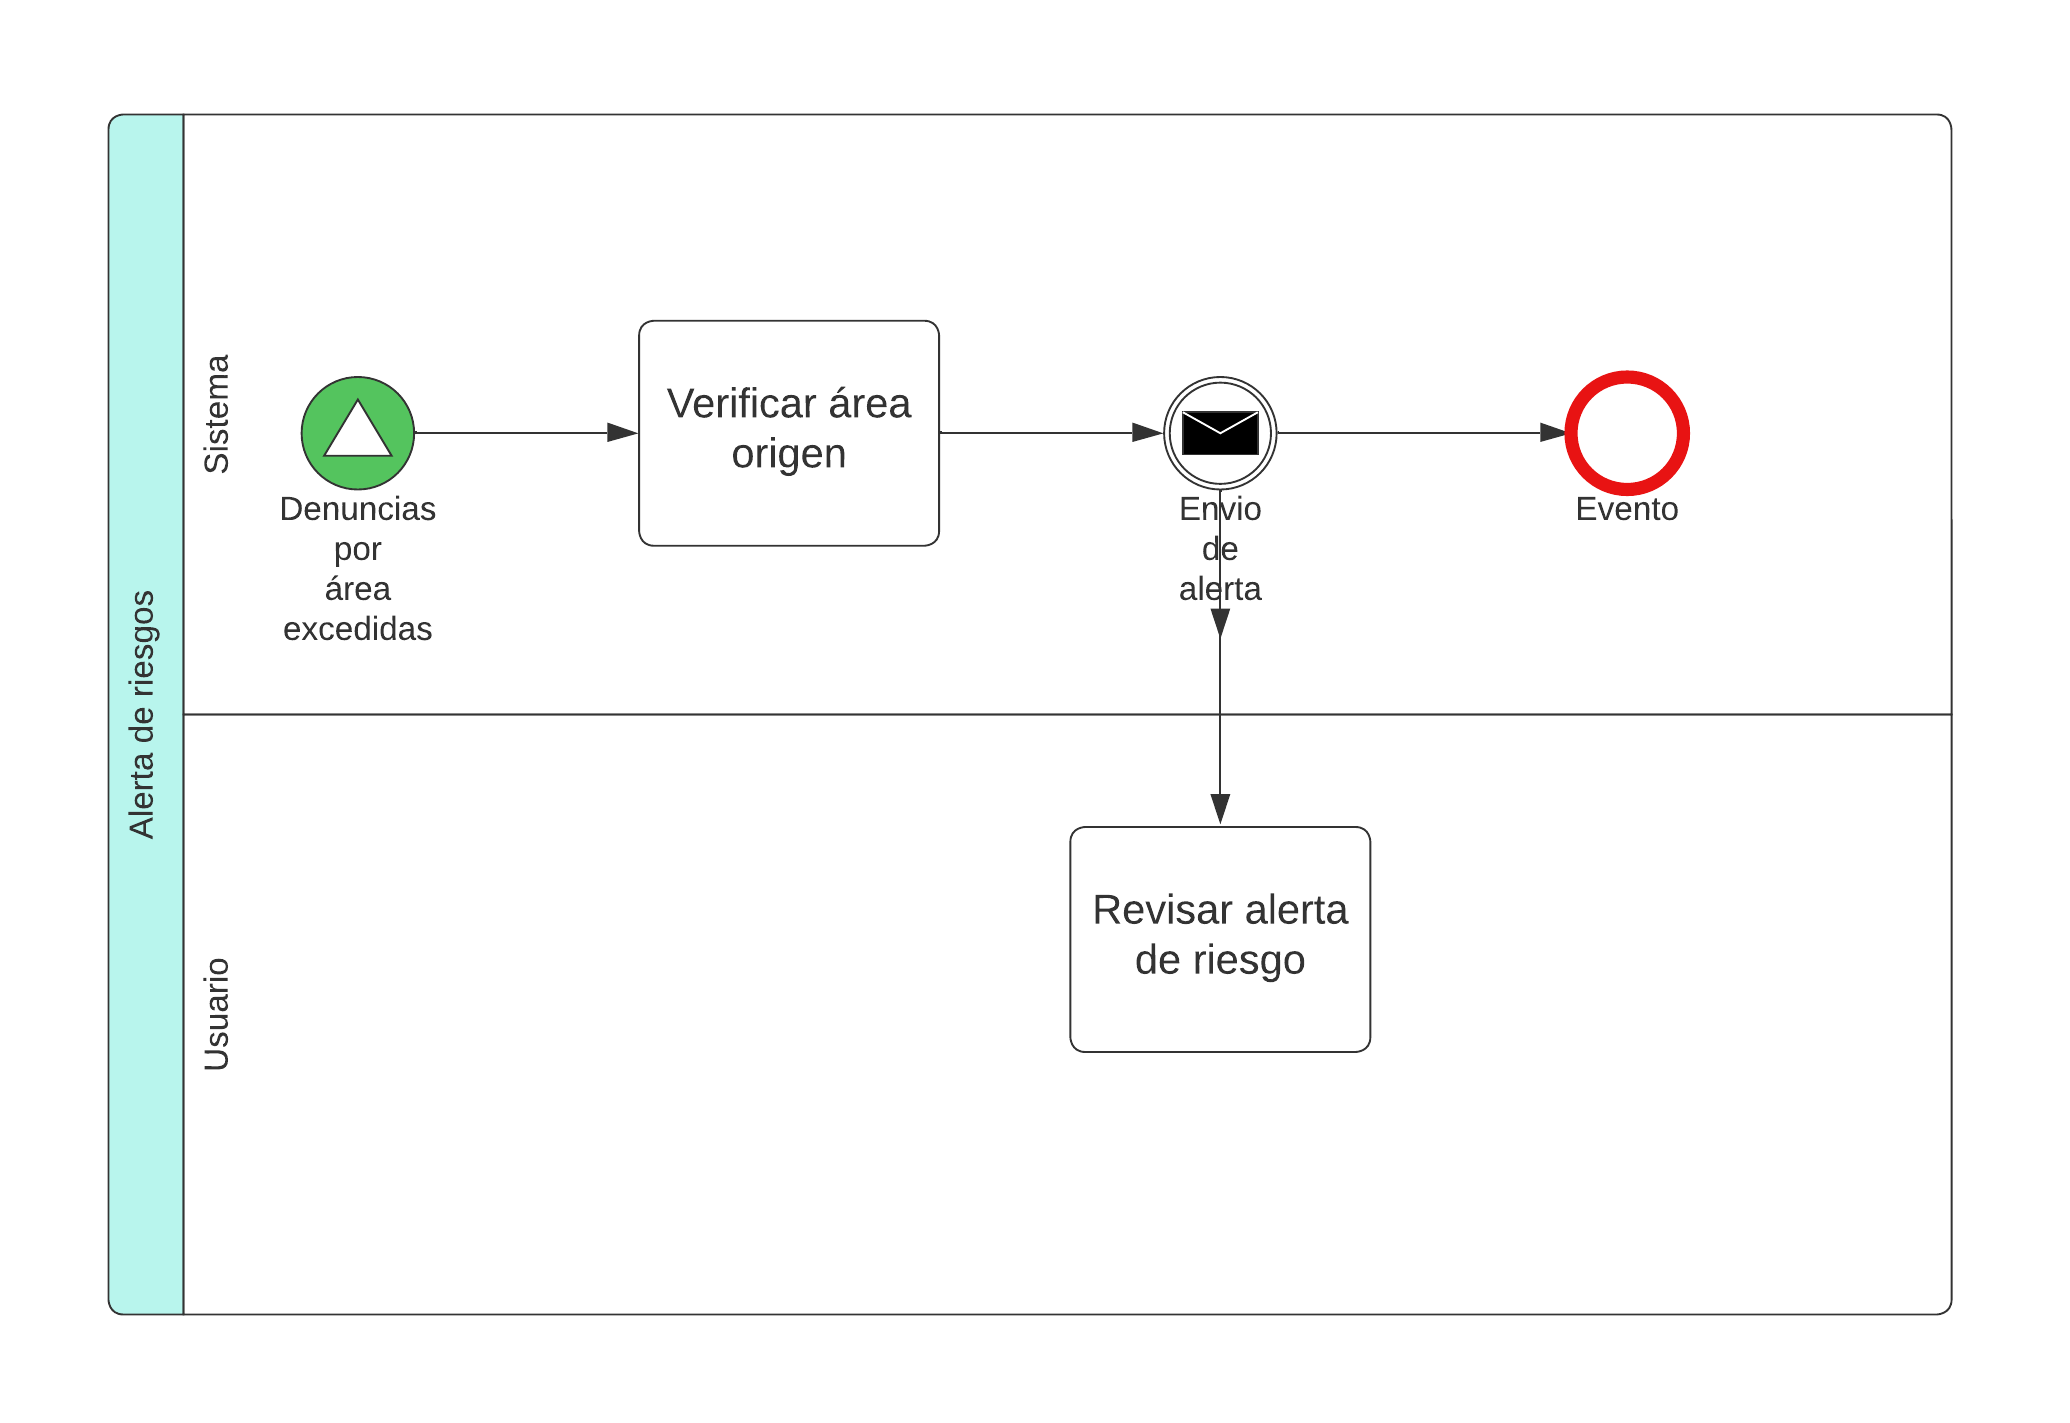 Alerta de riesgos
Sistema
Denuncias
por
área
excedidas
Verificar área
origen
Envio
de
alerta
Evento
Usuario
Revisar alerta
de riesgo